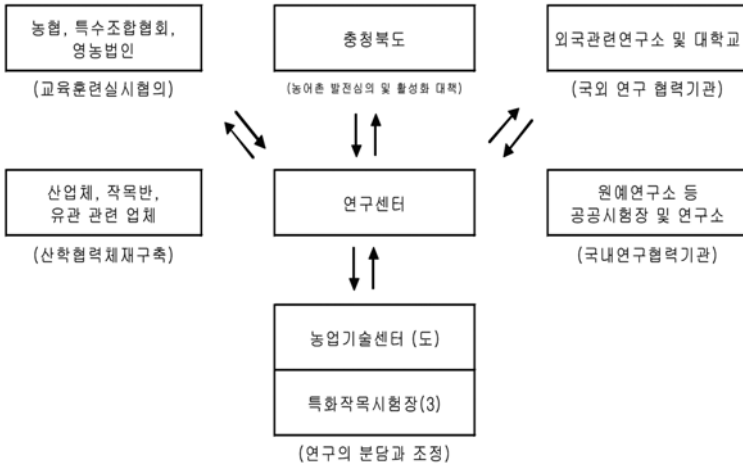 농협, 특수조합협회,
영농법인
(교육훈련실시협의)
충청북도
(농어촌 발전심의 및 활성화 대책)
외국관련연구소 및 대학교
(국외 연구 협력기관)
산업체, 작목반,
유관 관련 업체
(산학협력체재구축)
연구센터
원예연구소 등
공공시험장 및 연구소
(국내연구협력기관)
농업기술센터 (도)
특화작목시험장(3)
(연구의 분담과 조정)